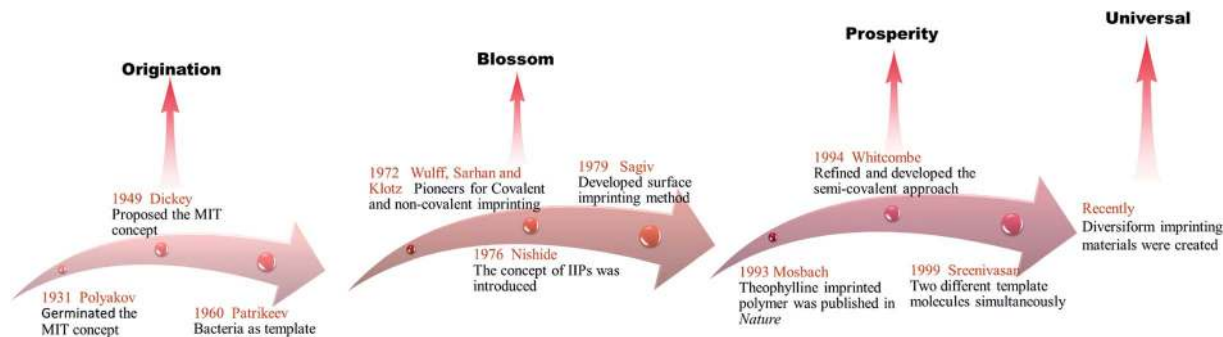 Origination
1949 Dickey
Proposed the MIT
concept
1931 Polyakov
Germinated the
MIT concept
1960 Patrikeev
Bacteria as template
Blossom
1972 Wulff, Sarhan and
Klotz Pioneers for Covalent
and non-covalent imprinting
1979 Sagiv
Developed surface
imprinting method
1976 Nishide
The concept of IIPs was
introduced
Prosperity
1994 Whitcombe
Refined and developed the
semi-covalent approach
1993 Mosbach
Theophylline imprinted
polymer was published in
Nature
1999 Sreenivasan
Two different template
molecules simultaneously
Universal
Recently
Diversiform imprinting
materials were created